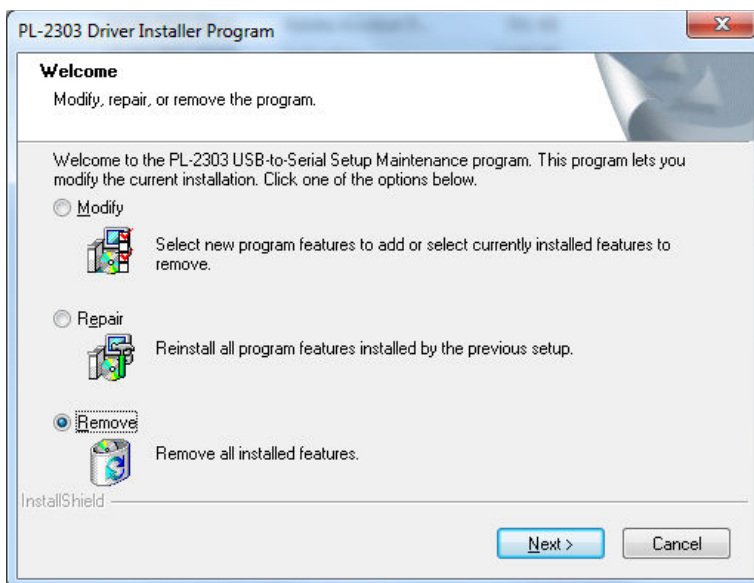 PL-2303 Driver Installer Program
Welcome
Modify, repair, or remove the program.
Welcome to the PL-2303 USB-to-Serial Setup Maintenance program. This program lets you
modify the current installation. Click one of the options below.
Modify
Select new program features to add or select currently installed features to
remove.
Repair
Reinstall all program features installed by the previous setup.
Remove
Remove all installed features.
InstallShield
Next >
Cancel